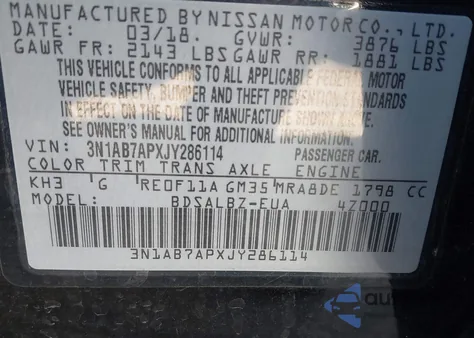 MANUFACTURED BY NISSAN MOTOR CO., LTD.
DATE: 03/18. GVWR: 3876 LBS
GAWR FR: 2143 LBS GAWR RR: 1881 LBS
THIS VEHICLE CONFORMS TO ALL APPLICABLE FEDERAL MOTOR
VEHICLE SAFETY, BUMPER AND THEFT PREVENTION STANDARDS
IN EFFECT ON THE DATE OF MANUFACTURE SHOWN ABOVE.
SEE OWNER'S MANUAL FOR ADDITIONAL INFORMATION.
VIN: 3N1AB7APXJY286114 PASSENGER CAR.
COLOR TRIM TRANS AXLE ENGINE
KH3 G RE0F11A GM35 MRA8DE 1798 CC
MODEL: BDSALBZ-EUA 4Z000
3N1AB7APXJY286114